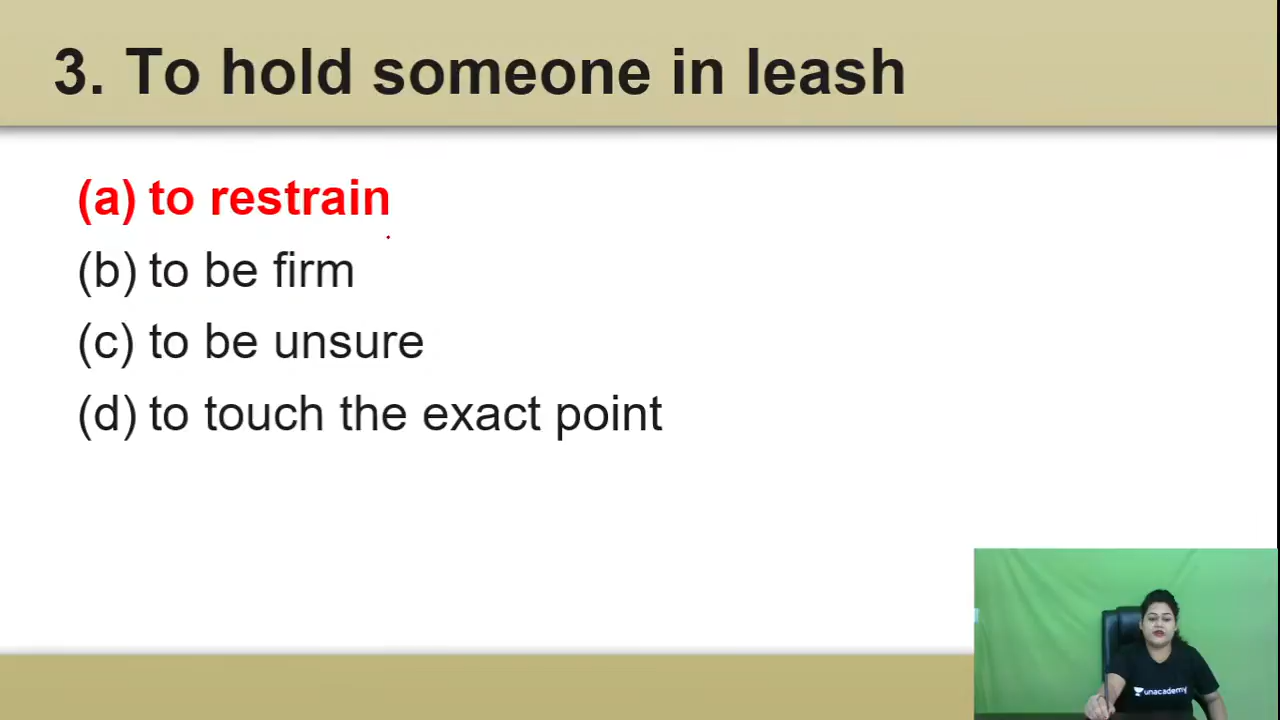 3. To hold someone in leash
(a) to restrain
(b) to be firm
(c) to be unsure
(d) to touch the exact point
unacademy